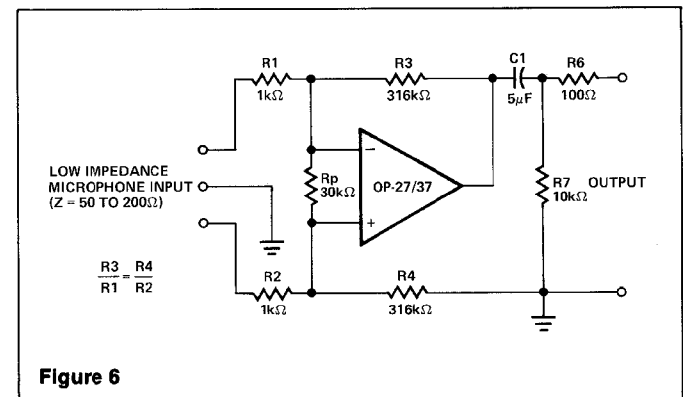 R1
1kΩ
R3
316kΩ
C1
5μF
R6
100Ω
LOW IMPEDANCE
MICROPHONE INPUT
(Z = 50 TO 200Ω)
Rp
30kΩ
−
+
OP-27/37
R7
10kΩ
OUTPUT
R3/R1 = R4/R2
R2
1kΩ
R4
316kΩ
Figure 6